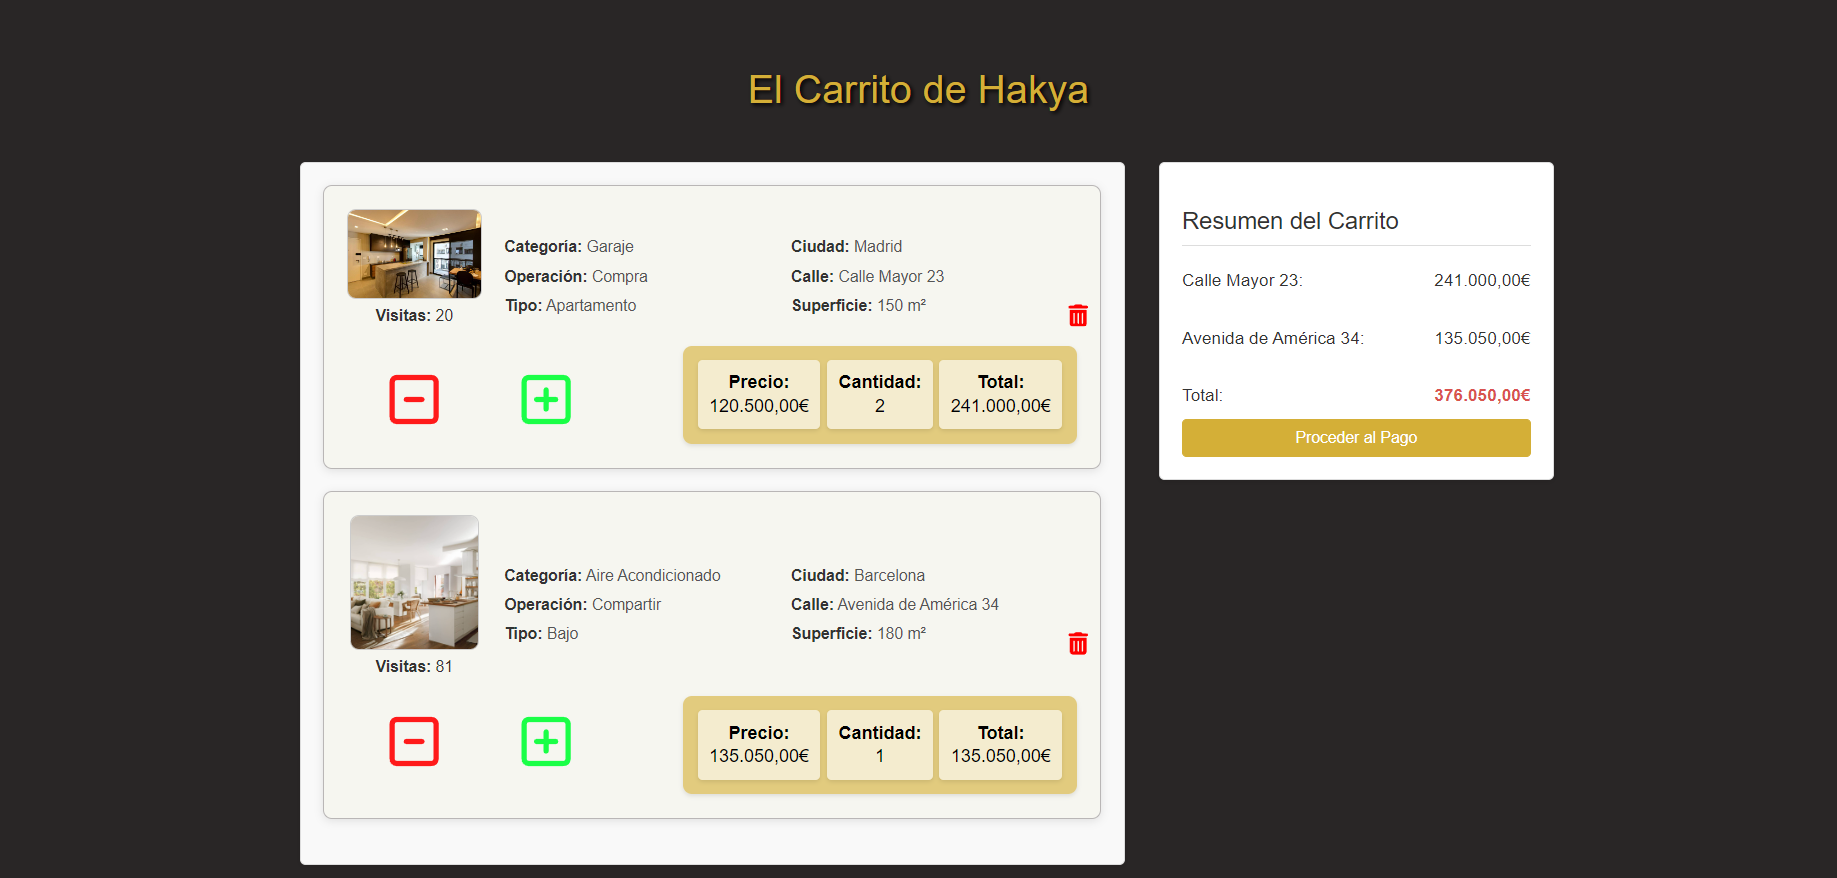 El Carrito de Hakya
Categoría: Garaje
Operación: Compra
Tipo: Apartamento
Ciudad: Madrid
Calle: Calle Mayor 23
Superficie: 150 m²
Visitas: 20
Precio:
120.500,00€
Cantidad:
2
Total:
241.000,00€
Categoría: Aire Acondicionado
Operación: Compartir
Tipo: Bajo
Ciudad: Barcelona
Calle: Avenida de América 34
Superficie: 180 m²
Visitas: 81
Precio:
135.050,00€
Cantidad:
1
Total:
135.050,00€
Resumen del Carrito
Calle Mayor 23: 241.000,00€
Avenida de América 34: 135.050,00€
Total: 376.050,00€
Proceder al Pago